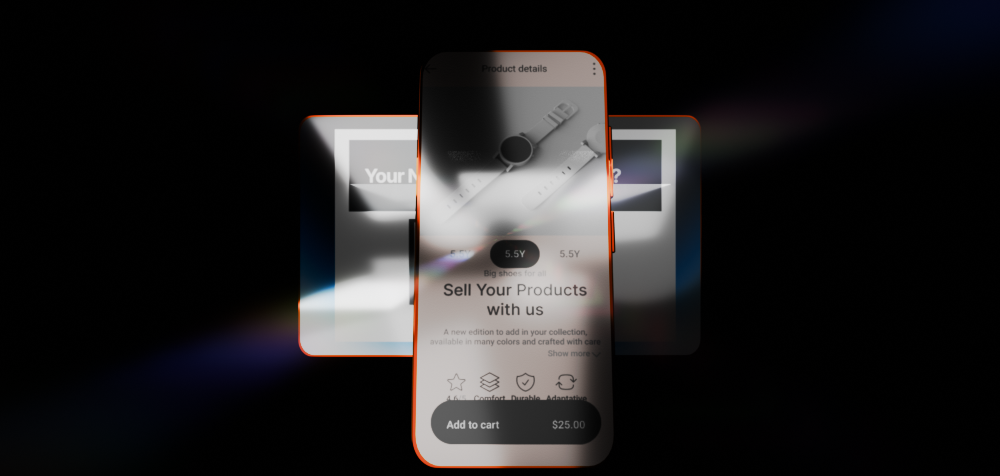 Product details
Your
?
5.5Y
5.5Y
Big shoes for all
Sell Your Products
with us
A new edition to add in your collection,
available in many colors and crafted with care
Show more
4.6
Comfort
Durable
Adaptative
Add to cart
$25.00